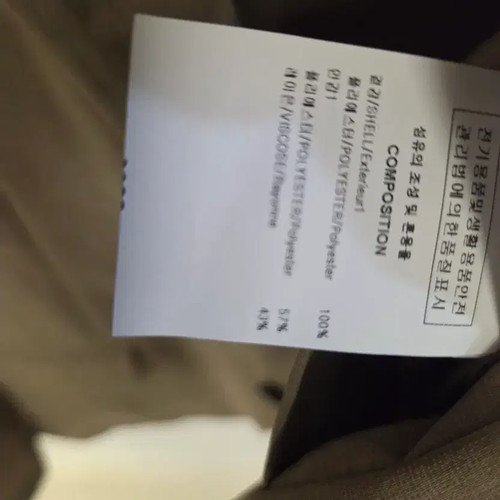 전기용품및생활용품안전
관리법에의한품질표시
섬유의 조성 및 혼용율
COMPOSITION
겉감/SHELL/Exterieur1
폴리에스터/POLYESTER/Polyester 100%
안감1
폴리에스터/POLYESTER/Polyester 57%
레이온/VISCOSE/Rayonne 43%